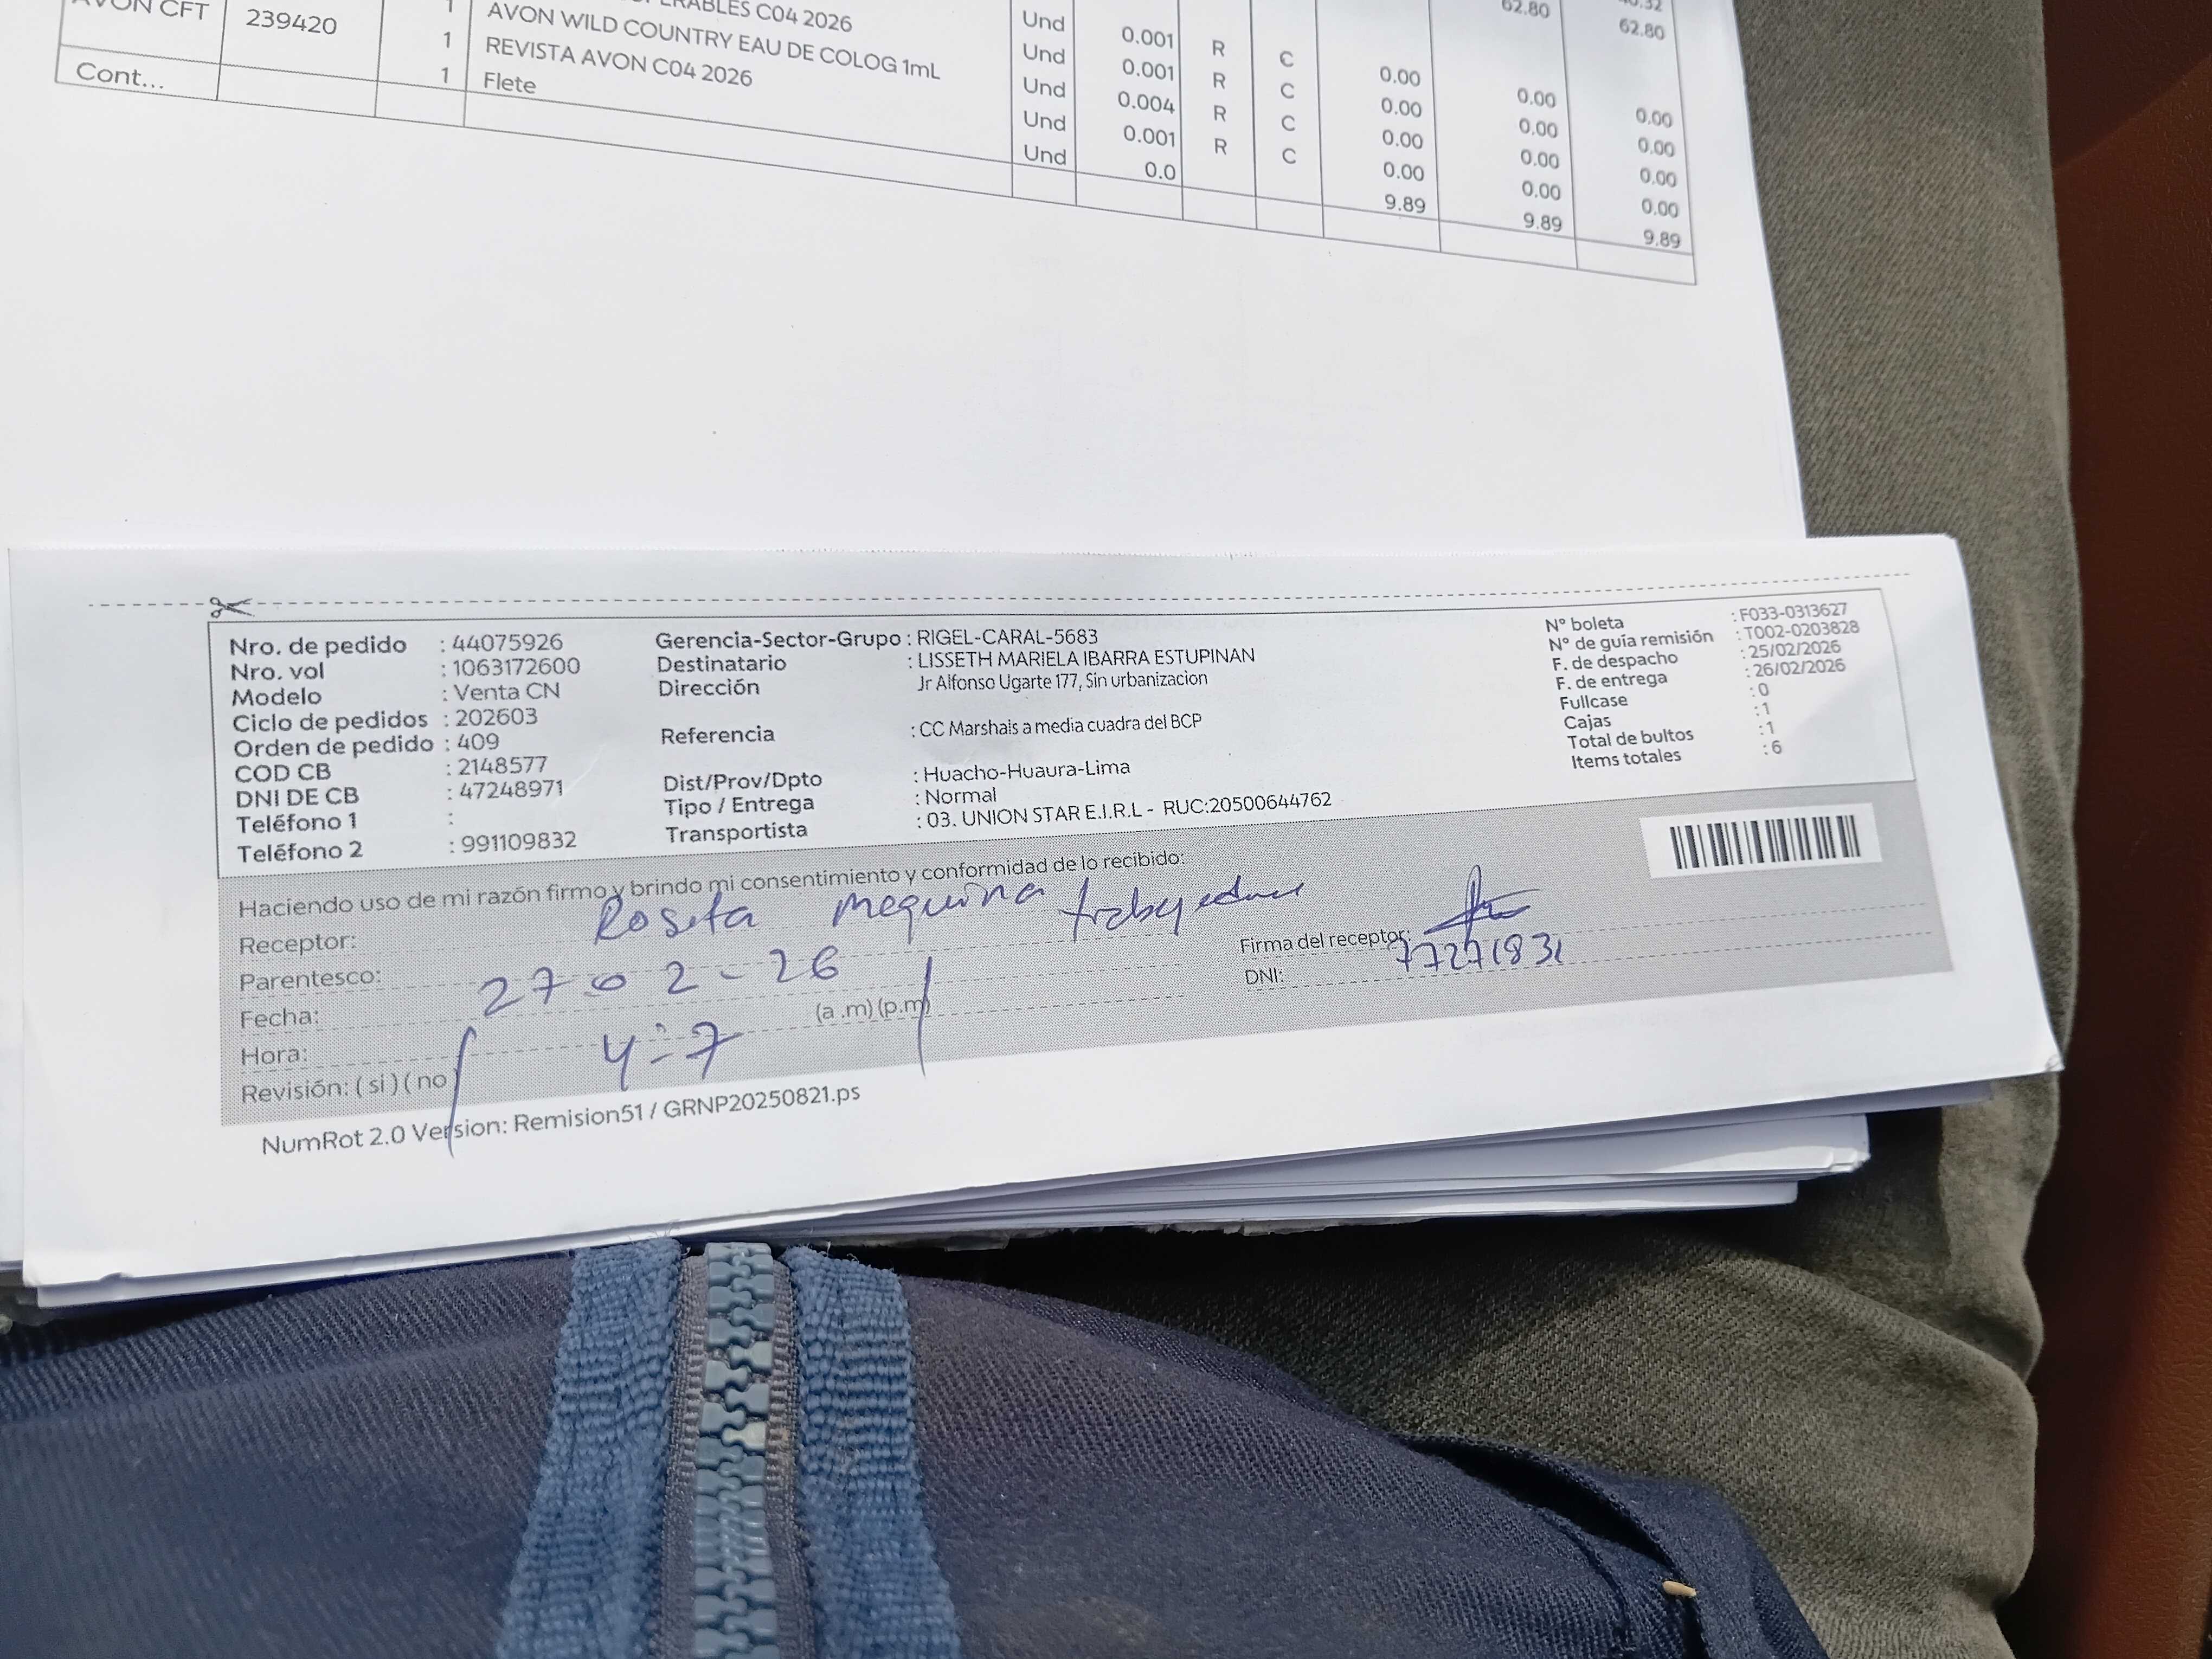 AVON CFT 239420 1 ERABLES C04 2026 Und 0.001 R C 62.80 62.80
1 AVON WILD COUNTRY EAU DE COLOG 1mL Und 0.001 R C 0.00 0.00 0.00
REVISTA AVON C04 2026 Und 0.004 R C 0.00 0.00 0.00
Und 0.001 R C 0.00 0.00 0.00
0.00 0.00 0.00
Cont... 1 Flete Und 0.0 9.89 9.89 9.89
Nro. de pedido : 44075926
Nro. vol : 1063172600
Modelo : Venta CN
Ciclo de pedidos : 202603
Orden de pedido : 409
COD CB : 2148577
DNI DE CB : 47248971
Teléfono 1 :
Teléfono 2 : 991109832
Gerencia-Sector-Grupo : RIGEL-CARAL-5683
Destinatario : LISSETH MARIELA IBARRA ESTUPINAN
Dirección Jr Alfonso Ugarte 177, Sin urbanizacion
Referencia : CC Marshals a media cuadra del BCP
Dist/Prov/Dpto : Huacho-Huaura-Lima
Tipo / Entrega : Normal
Transportista : 03. UNION STAR E.I.R.L - RUC:20500644762
N° boleta : F033-0313627
N° de guía remisión : T002-0203828
F. de despacho : 25/02/2026
F. de entrega : 26/02/2026
Fullcase : 0
Cajas : 1
Total de bultos : 1
Items totales : 6
Haciendo uso de mi razón firmo y brindo mi consentimiento y conformidad de lo recibido:
Receptor: Roseta
Parentesco:
Fecha: 27-02-26
Hora: 4:7 (a.m) (p.m)
Revisión: ( si ) ( no
Firma del receptor:
DNI: 77271831
NumRot 2.0 Version: Remision51 / GRNP20250821.ps